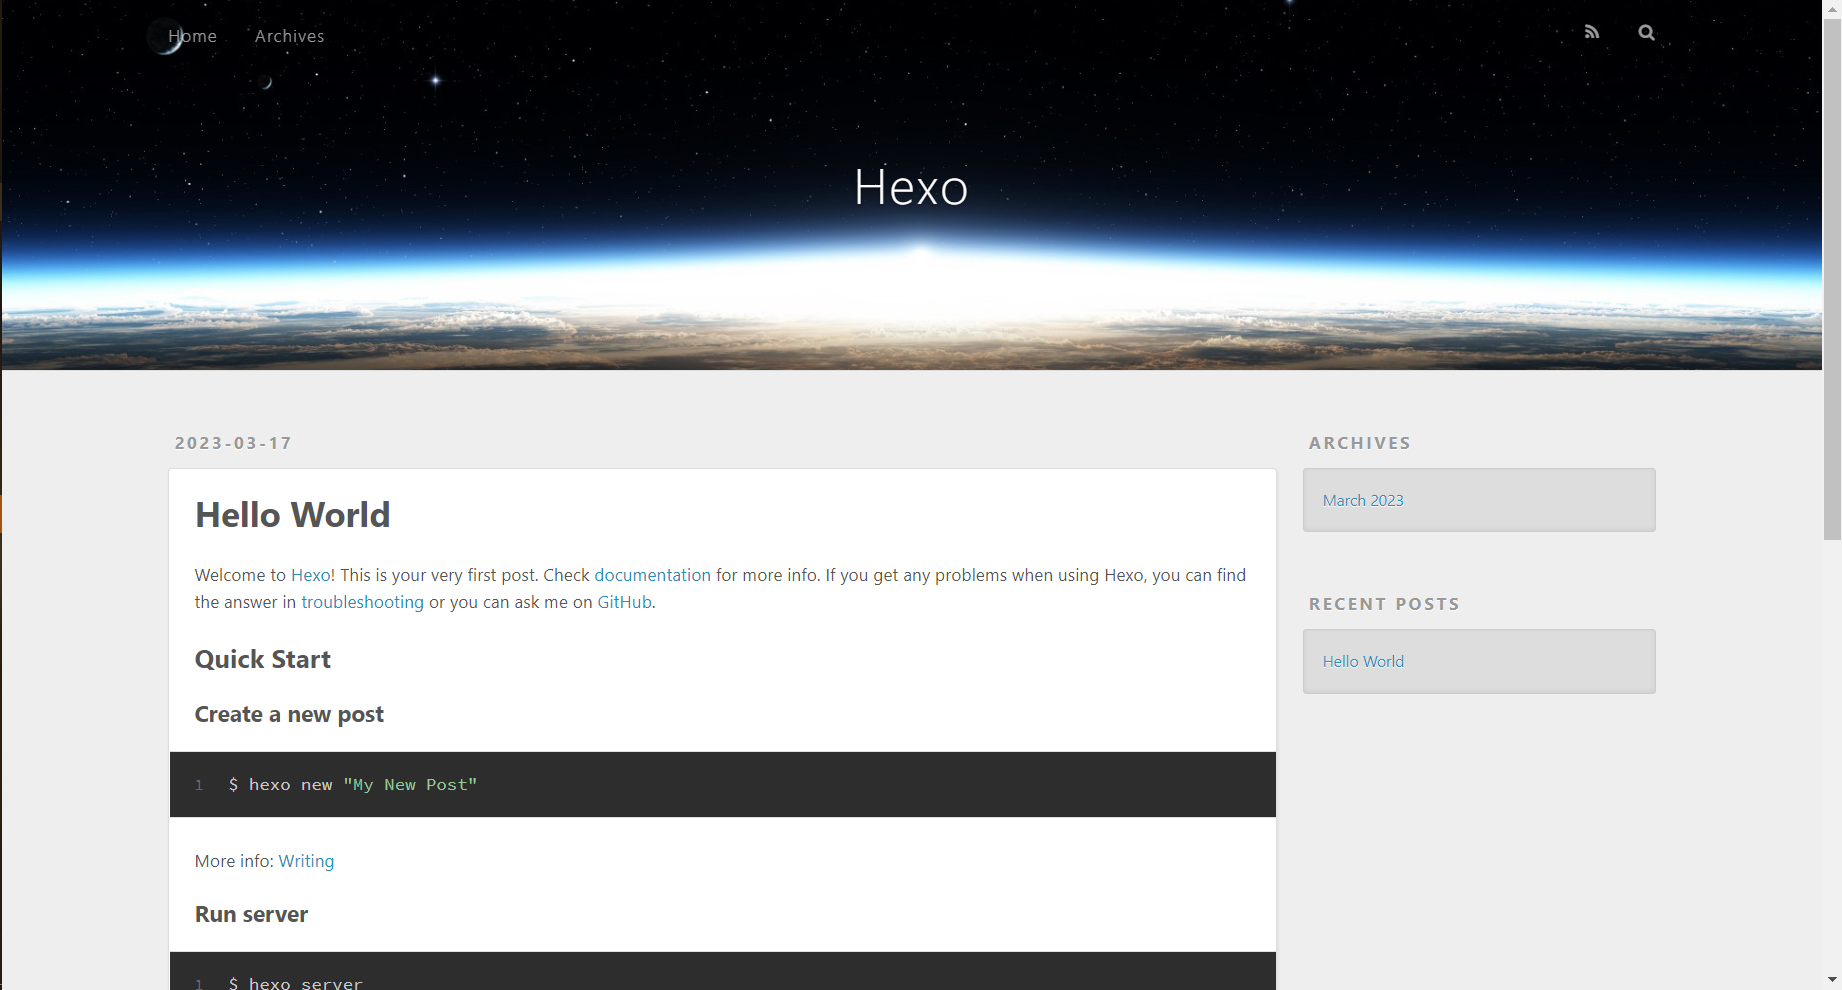 Home Archives
Hexo
2023-03-17
Hello World
Welcome to Hexo! This is your very first post. Check documentation for more info. If you get any problems when using Hexo, you can find
the answer in troubleshooting or you can ask me on GitHub.
Quick Start
Create a new post
1 $ hexo new "My New Post"
More info: Writing
Run server
1 $ hexo server
ARCHIVES
March 2023
RECENT POSTS
Hello World